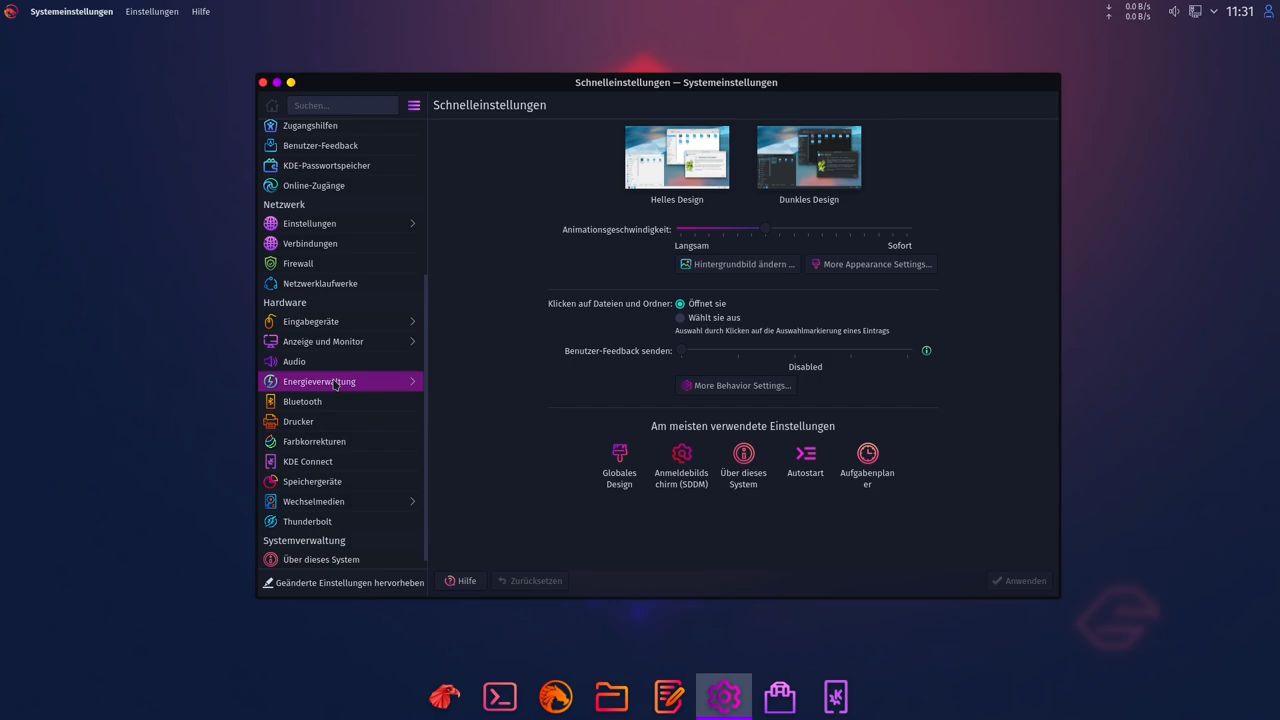 Systemeinstellungen Einstellungen Hilfe
0.0 B/s
0.0 B/s
11:31
Schnelleinstellungen — Systemeinstellungen
Suchen...
Zugangshilfen
Benutzer-Feedback
KDE-Passwortspeicher
Online-Zugänge
Netzwerk
Einstellungen
Verbindungen
Firewall
Netzwerklaufwerke
Hardware
Eingabegeräte
Anzeige und Monitor
Audio
Energieverwaltung
Bluetooth
Drucker
Farbkorrekturen
KDE Connect
Speichergeräte
Wechselmedien
Thunderbolt
Systemverwaltung
Über dieses System
Geänderte Einstellungen hervorheben
Schnelleinstellungen
Helles Design Dunkles Design
Animationsgeschwindigkeit:
Langsam Sofort
Hintergrundbild ändern ... More Appearance Settings...
Klicken auf Dateien und Ordner: Öffnet sie
Wählt sie aus
Auswahl durch Klicken auf die Auswahlmarkierung eines Eintrags
Benutzer-Feedback senden:
Disabled
More Behavior Settings...
Am meisten verwendete Einstellungen
Globales
Design
Anmeldebilds
chirm (SDDM)
Über dieses
System
Autostart
Aufgabenplan
er
Hilfe Zurücksetzen Anwenden